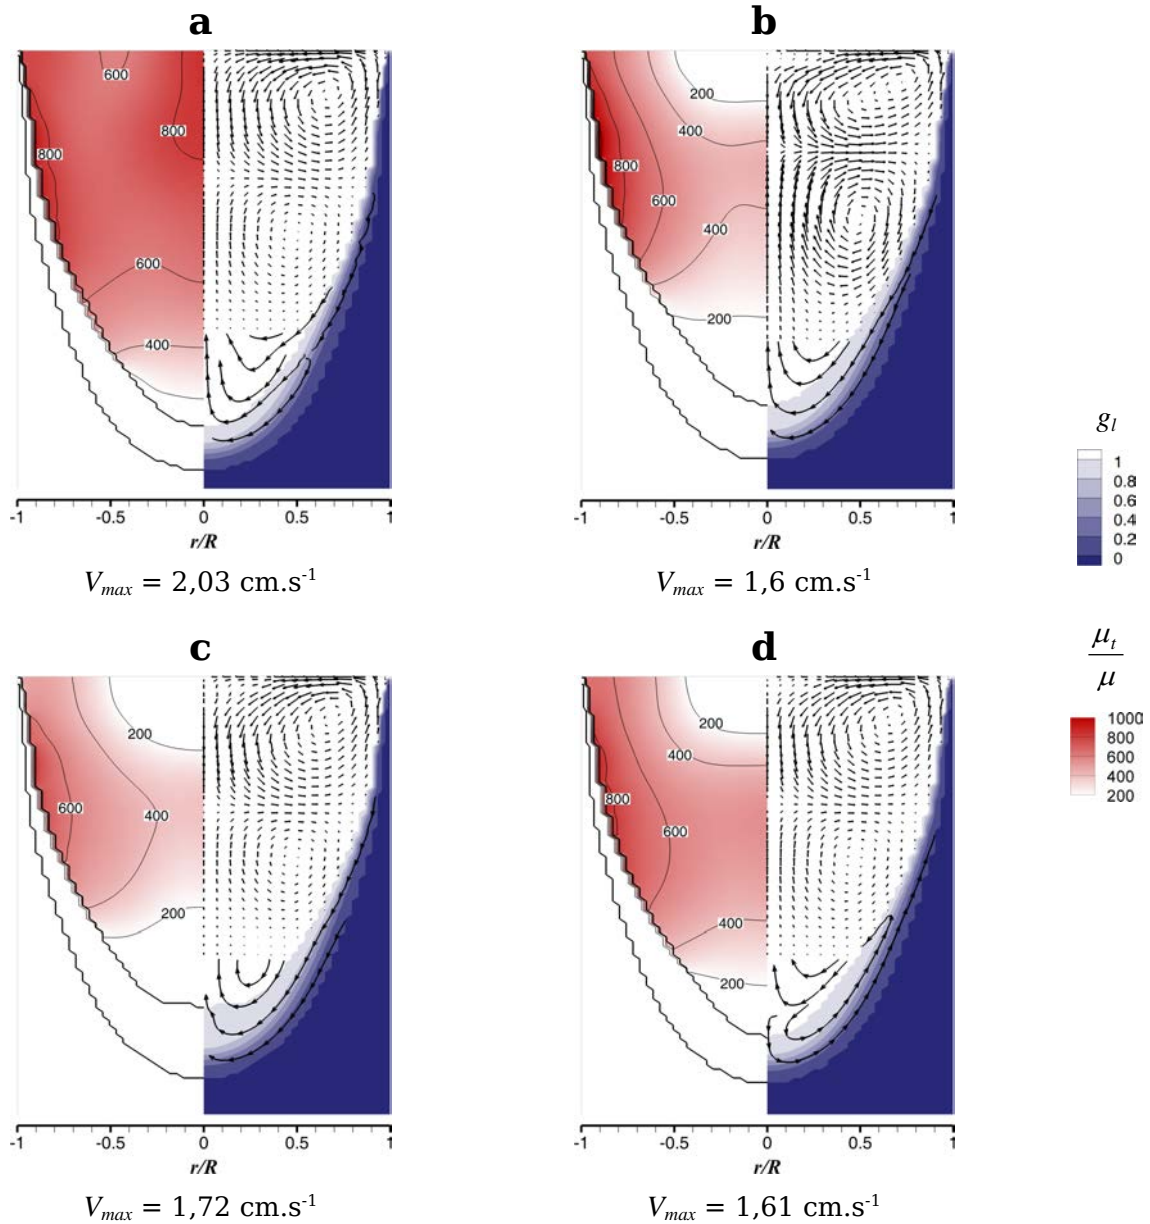 a
600
800
800
600
400
-1 -0.5 0 0.5 1
r/R
Vmax = 2,03 cm.s-1
b
200
400
800
600
400
200
-1 -0.5 0 0.5 1
r/R
Vmax = 1,6 cm.s-1
gl
1
0.8
0.6
0.4
0.2
0
μt
μ
1000
800
600
400
200
c
200
600
400
200
-1 -0.5 0 0.5 1
r/R
Vmax = 1,72 cm.s-1
d
200
400
800
600
400
200
-1 -0.5 0 0.5 1
r/R
Vmax = 1,61 cm.s-1